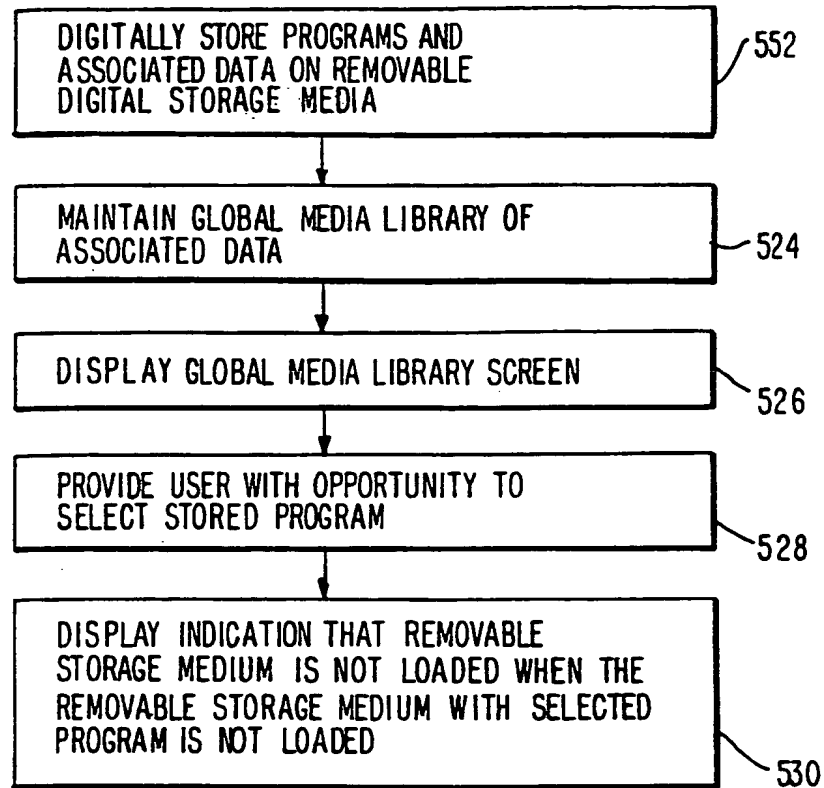 DIGITALLY STORE PROGRAMS AND
ASSOCIATED DATA ON REMOVABLE
DIGITAL STORAGE MEDIA
552
MAINTAIN GLOBAL MEDIA LIBRARY OF
ASSOCIATED DATA
524
DISPLAY GLOBAL MEDIA LIBRARY SCREEN
526
PROVIDE USER WITH OPPORTUNITY TO
SELECT STORED PROGRAM
528
DISPLAY INDICATION THAT REMOVABLE
STORAGE MEDIUM IS NOT LOADED WHEN THE
REMOVABLE STORAGE MEDIUM WITH SELECTED
PROGRAM IS NOT LOADED
530